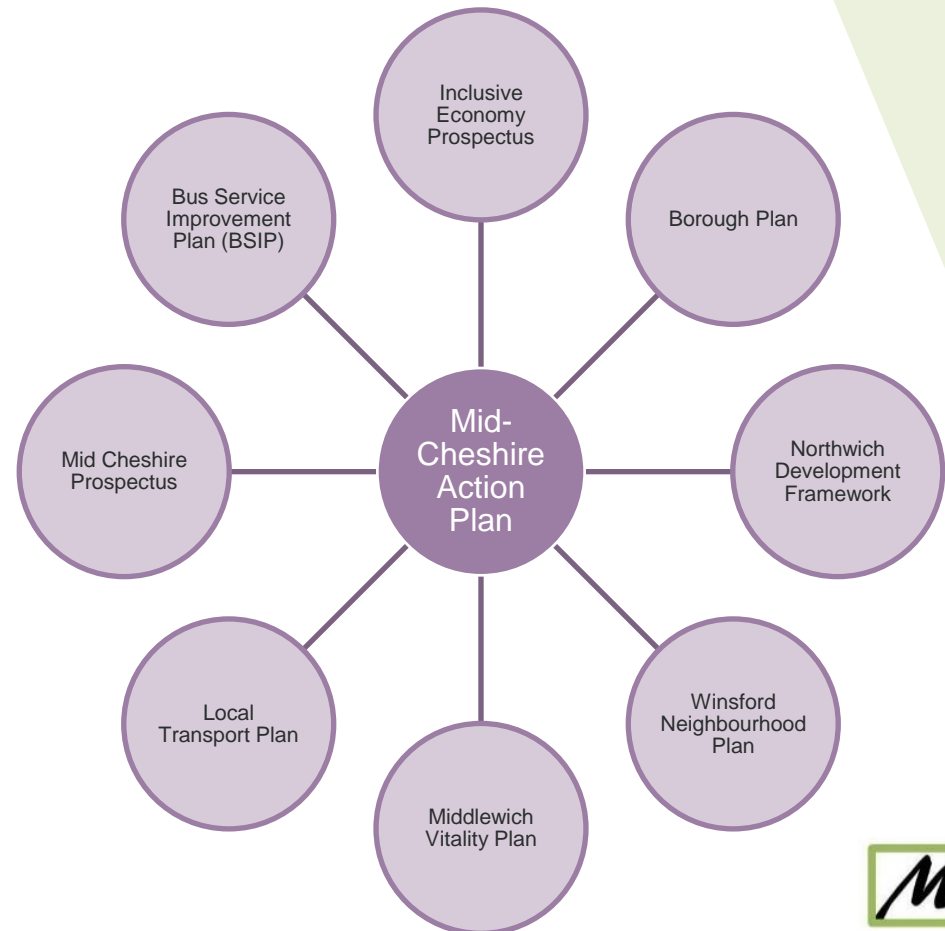 Inclusive
Economy
Prospectus
Borough Plan
Northwich
Development
Framework
Winsford
Neighbourhood
Plan
Middlewich
Vitality Plan
Local
Transport Plan
Mid Cheshire
Prospectus
Bus Service
Improvement
Plan (BSIP)
Mid-
Cheshire
Action
Plan
M